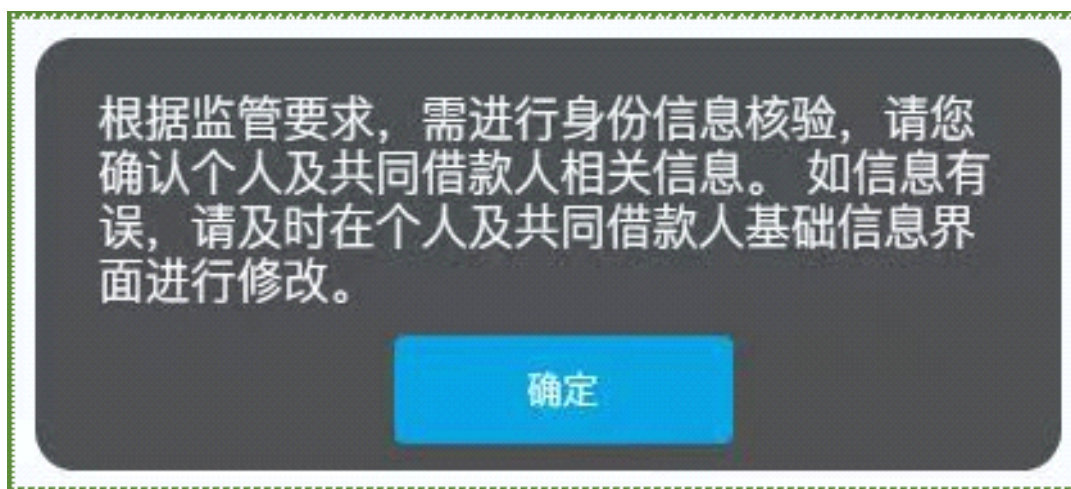 根据监管要求，需进行身份信息核验，请您
确认个人及共同借款人相关信息。 如信息有
误，请及时在个人及共同借款人基础信息界
面进行修改。
确定